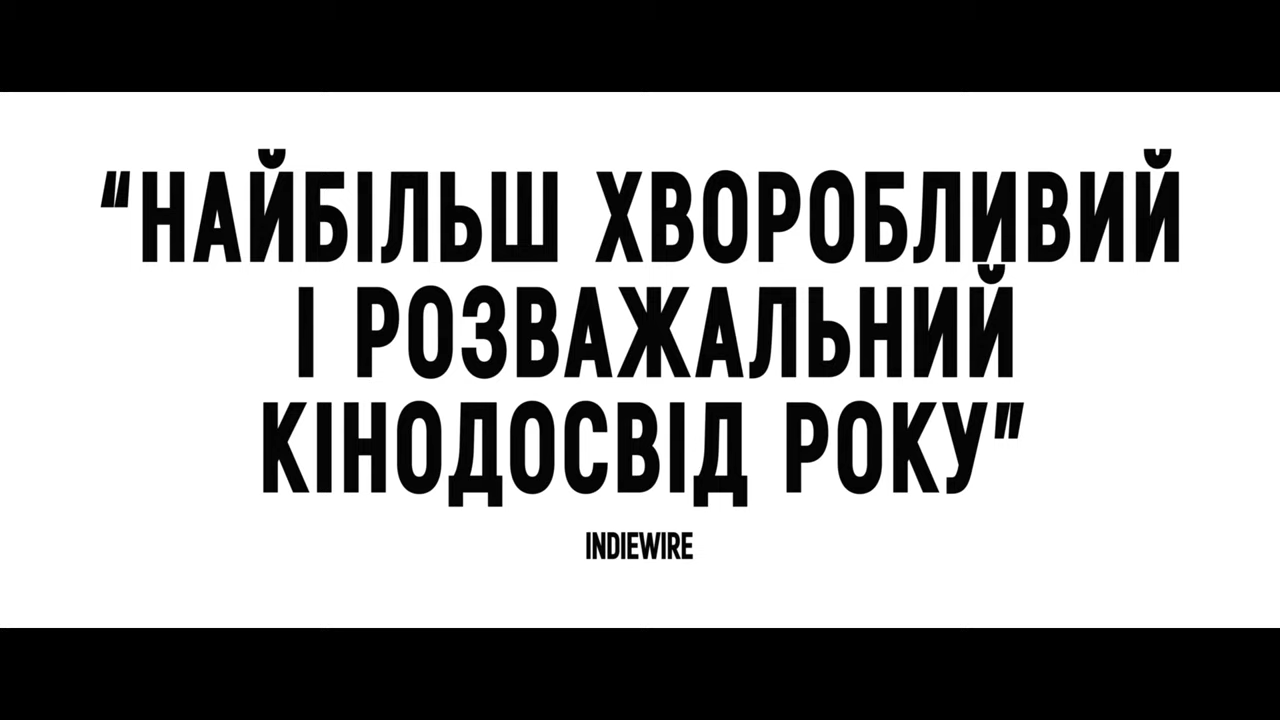 "НАЙБІЛЬШ ХВОРОБЛИВИЙ
І РОЗВАЖАЛЬНИЙ
КІНОДОСВІД РОКУ"
INDIEWIRE